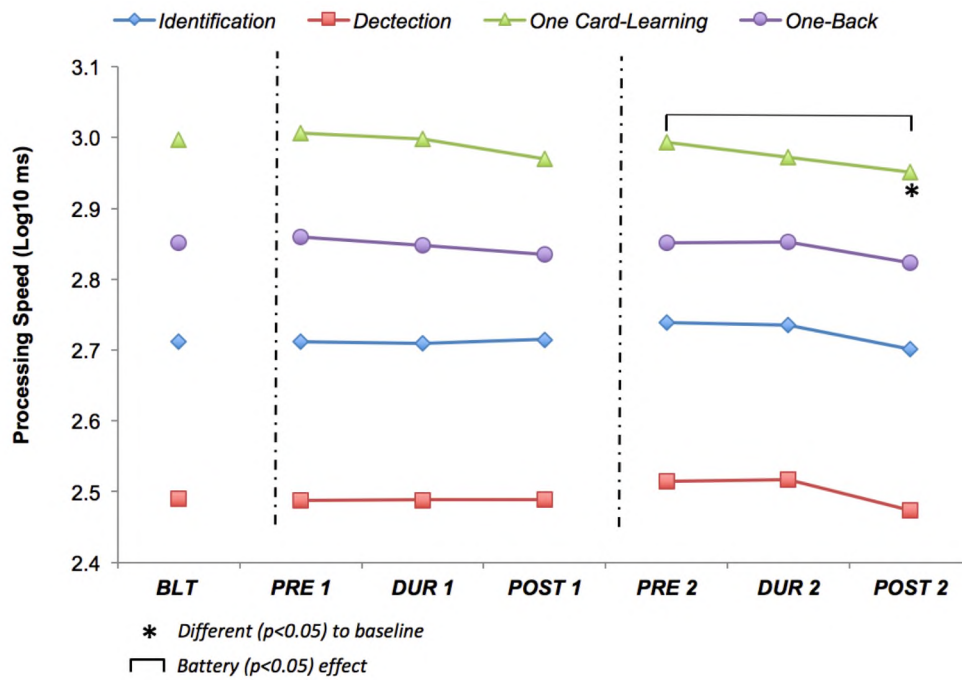 Identification Dectection One Card-Learning One-Back
Processing Speed (Log10 ms)
3.1
3.0
2.9
2.8
2.7
2.6
2.5
2.4
*
BLT PRE 1 DUR 1 POST 1 PRE 2 DUR 2 POST 2
* Different (p<0.05) to baseline
Battery (p<0.05) effect